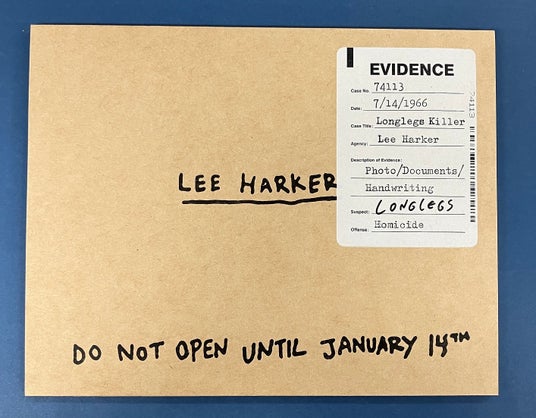 EVIDENCE
Case No. 74113
Date: 7/14/1966
Case Title: Longlegs Killer
Agency: Lee Harker
Description of Evidence:
Photo/Documents/
Handwriting
Suspect: LONGLEGS
Offense: Homicide
74113
LEE HARKER
DO NOT OPEN UNTIL JANUARY 14TH